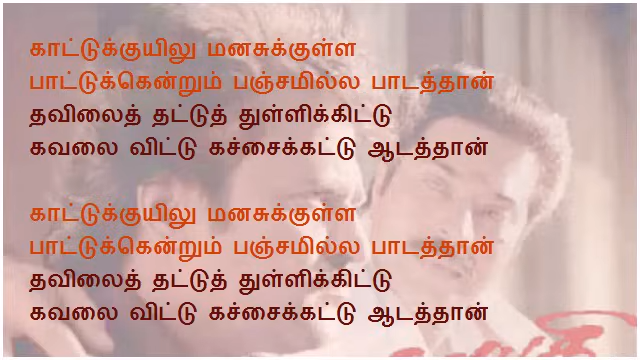 காட்டுக்குயிலு மனசுக்குள்ள
பாட்டுக்கென்றும் பஞ்சமில்ல பாடத்தான்
தவிலைத் தட்டுத் துள்ளிக்கிட்டு
கவலை விட்டு கச்சைக்கட்டு ஆடத்தான்
காட்டுக்குயிலு மனசுக்குள்ள
பாட்டுக்கென்றும் பஞ்சமில்ல பாடத்தான்
தவிலைத் தட்டுத் துள்ளிக்கிட்டு
கவலை விட்டு கச்சைக்கட்டு ஆடத்தான்